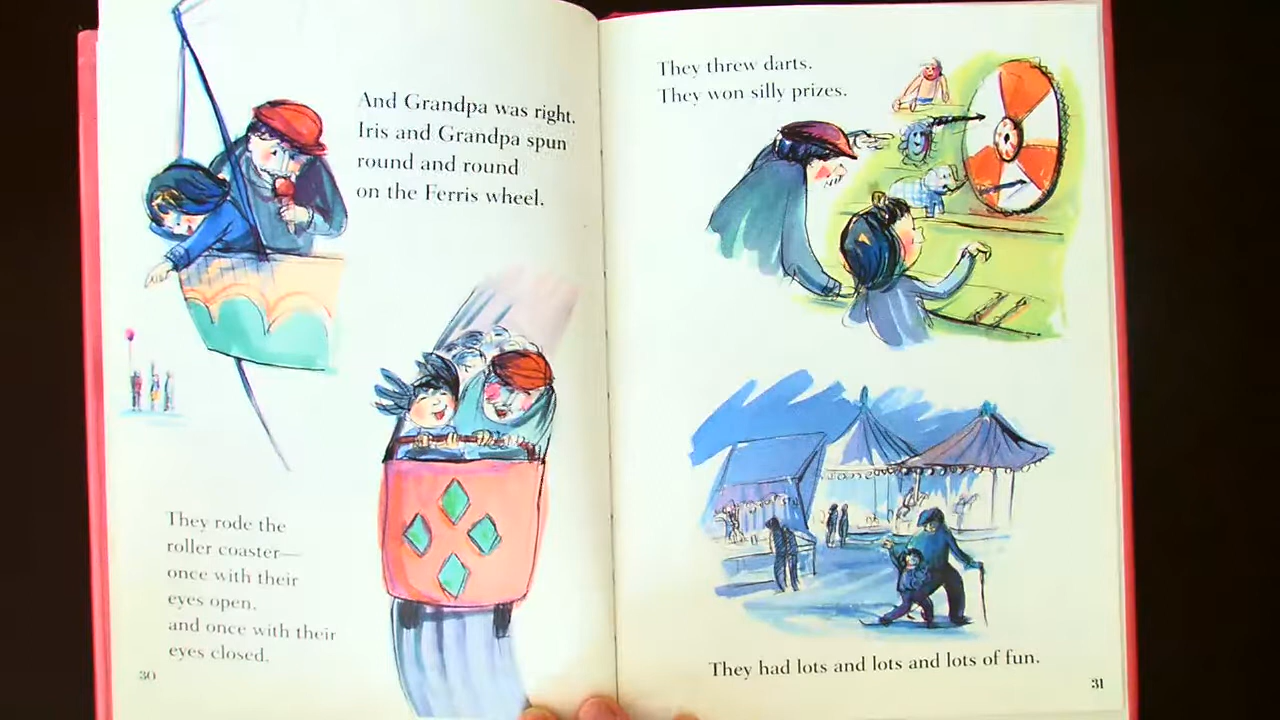 And Grandpa was right.
Iris and Grandpa spun
round and round
on the Ferris wheel.
They rode the
roller coaster—
once with their
eyes open,
and once with their
eyes closed.
30
They threw darts.
They won silly prizes.
They had lots and lots and lots of fun.
31